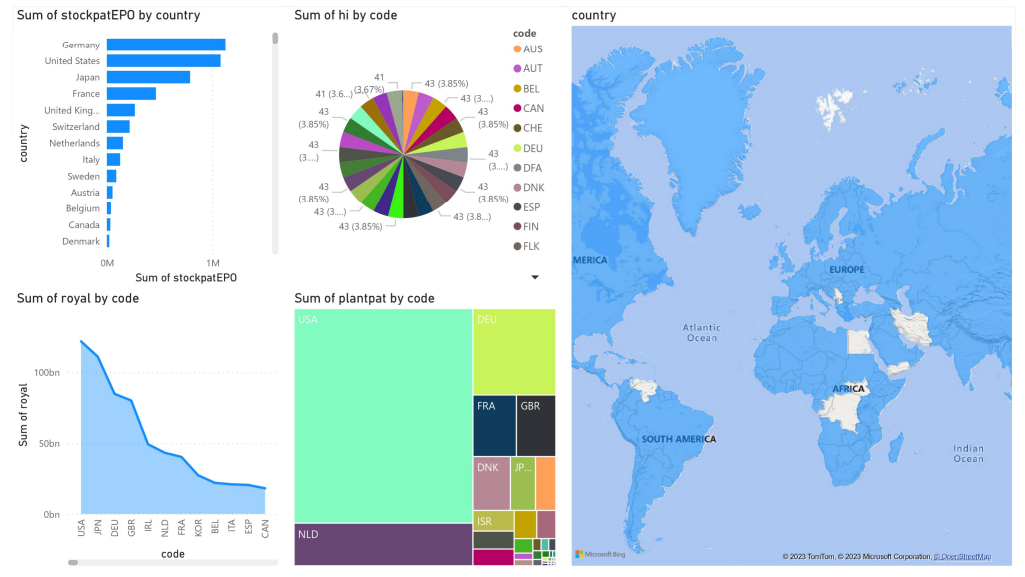 Sum of stockpatEPO by country
country
Germany
United States
Japan
France
United King...
Switzerland
Netherlands
Italy
Sweden
Austria
Belgium
Canada
Denmark
0M
1M
Sum of stockpatEPO
Sum of hi by code
41
41 (3.6...)
(3.67%)
43 (3.85%)
43 (3....)
43
(3.85%)
43
(3....)
43
(3.85%)
43 (3.8...)
43 (3.85%)
43 (3....)
43
(3.85%)
43
(3....)
43
(3.85%)
code
AUS
AUT
BEL
CAN
CHE
DEU
DFA
DNK
ESP
FIN
FLK
Sum of royal by code
Sum of royal
100bn
50bn
0bn
USA
JPN
DEU
GBR
IRL
NLD
FRA
KOR
BEL
ITA
ESP
CAN
code
Sum of plantpat by code
USA
DEU
FRA
GBR
DNK
JP...
ISR
NLD
country
MERICA
EUROPE
Atlantic
Ocean
AFRICA
SOUTH AMERICA
Indian
Ocean
Microsoft Bing
© 2023 TomTom, © 2023 Microsoft Corporation, © OpenStreetMap